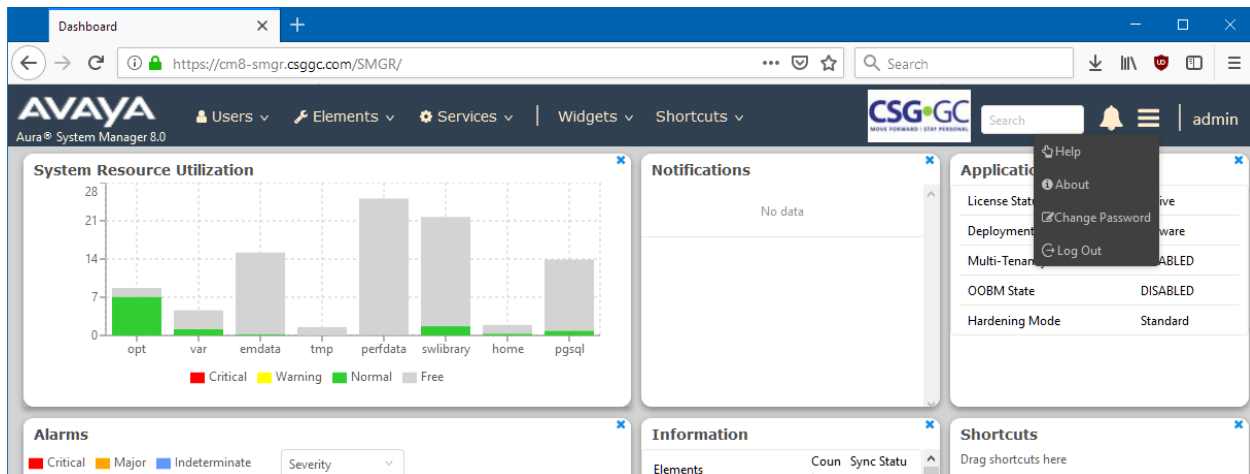 Dashboard
https://cm8-smgr.csggc.com/SMGR/
Search
AVAYA
Aura® System Manager 8.0
Users
Elements
Services
Widgets
Shortcuts
CSG GC
MOVE FORWARD | STAY PERSONAL
Search
admin
Help
About
Change Password
Log Out
System Resource Utilization
28
21
14
7
0
opt var emdata tmp perfdata swlibrary home pgsql
Critical Warning Normal Free
Notifications
No data
Applicatio
License Stat ive
Deployment ware
Multi-Tenan ABLED
OOBM State DISABLED
Hardening Mode Standard
Alarms
Critical Major Indeterminate Severity
Information
Elements Coun Sync Statu
Shortcuts
Drag shortcuts here